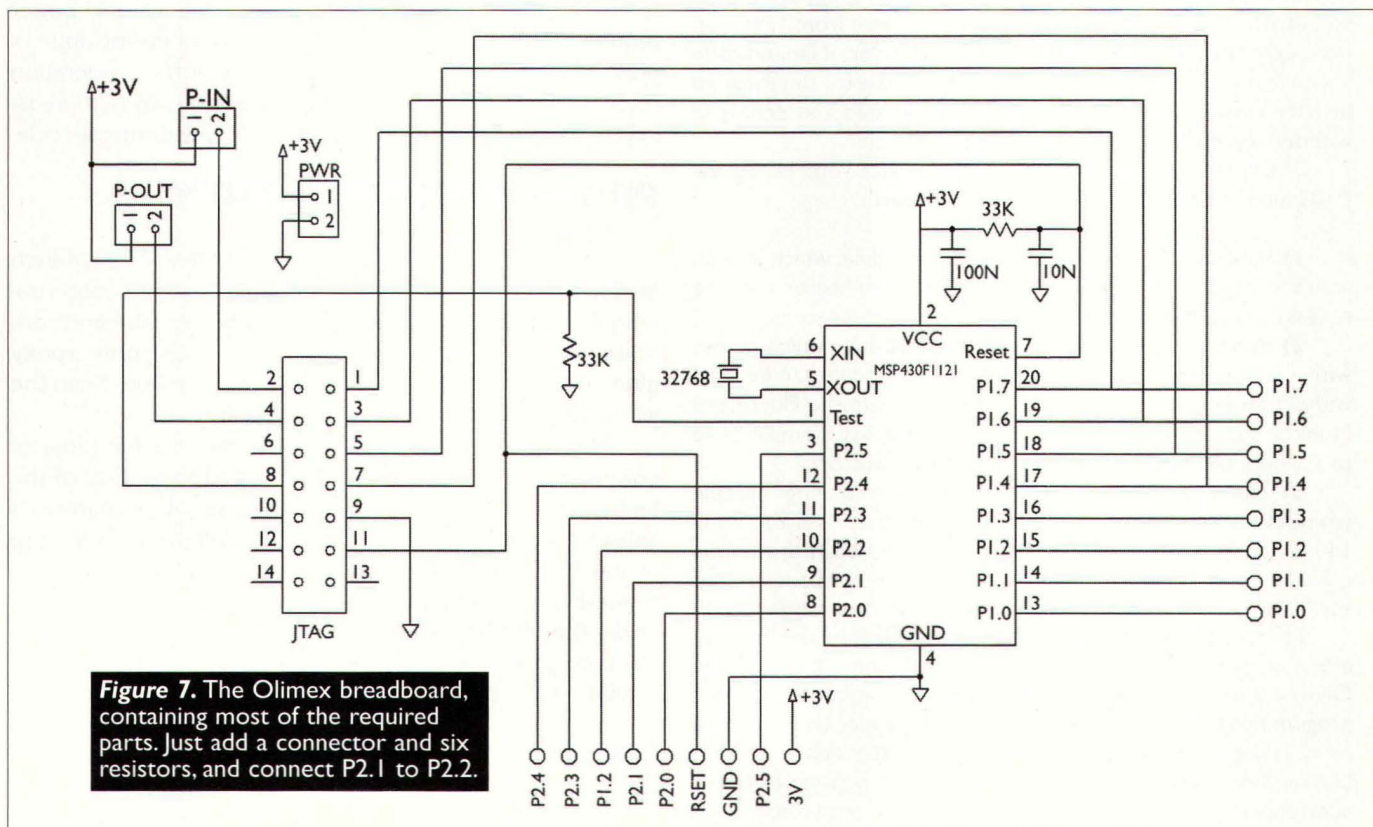 +3V
P-IN
1
2
P-OUT
1
2
+3V
PWR
1
2
+3V
33K
100N
10N
33K
2
VCC
MSP430F1121
6
XIN
5
XOUT
32768
Test
3
P2.5
12
P2.4
11
P2.3
10
P2.2
9
P2.1
8
P2.0
Reset
7
P1.7
20
P1.7
P1.6
19
P1.6
P1.5
18
P1.5
P1.4
17
P1.4
P1.3
16
P1.3
P1.2
15
P1.2
P1.1
14
P1.1
P1.0
13
P1.0
GND
4
2
1
4
3
6
5
8
7
10
9
12
11
14
13
JTAG
+3V
P2.4
P2.3
P1.2
P2.1
P2.0
RSET
GND
P2.5
3V
Figure 7. The Olimex breadboard,
containing most of the required
parts. Just add a connector and six
resistors, and connect P2.1 to P2.2.